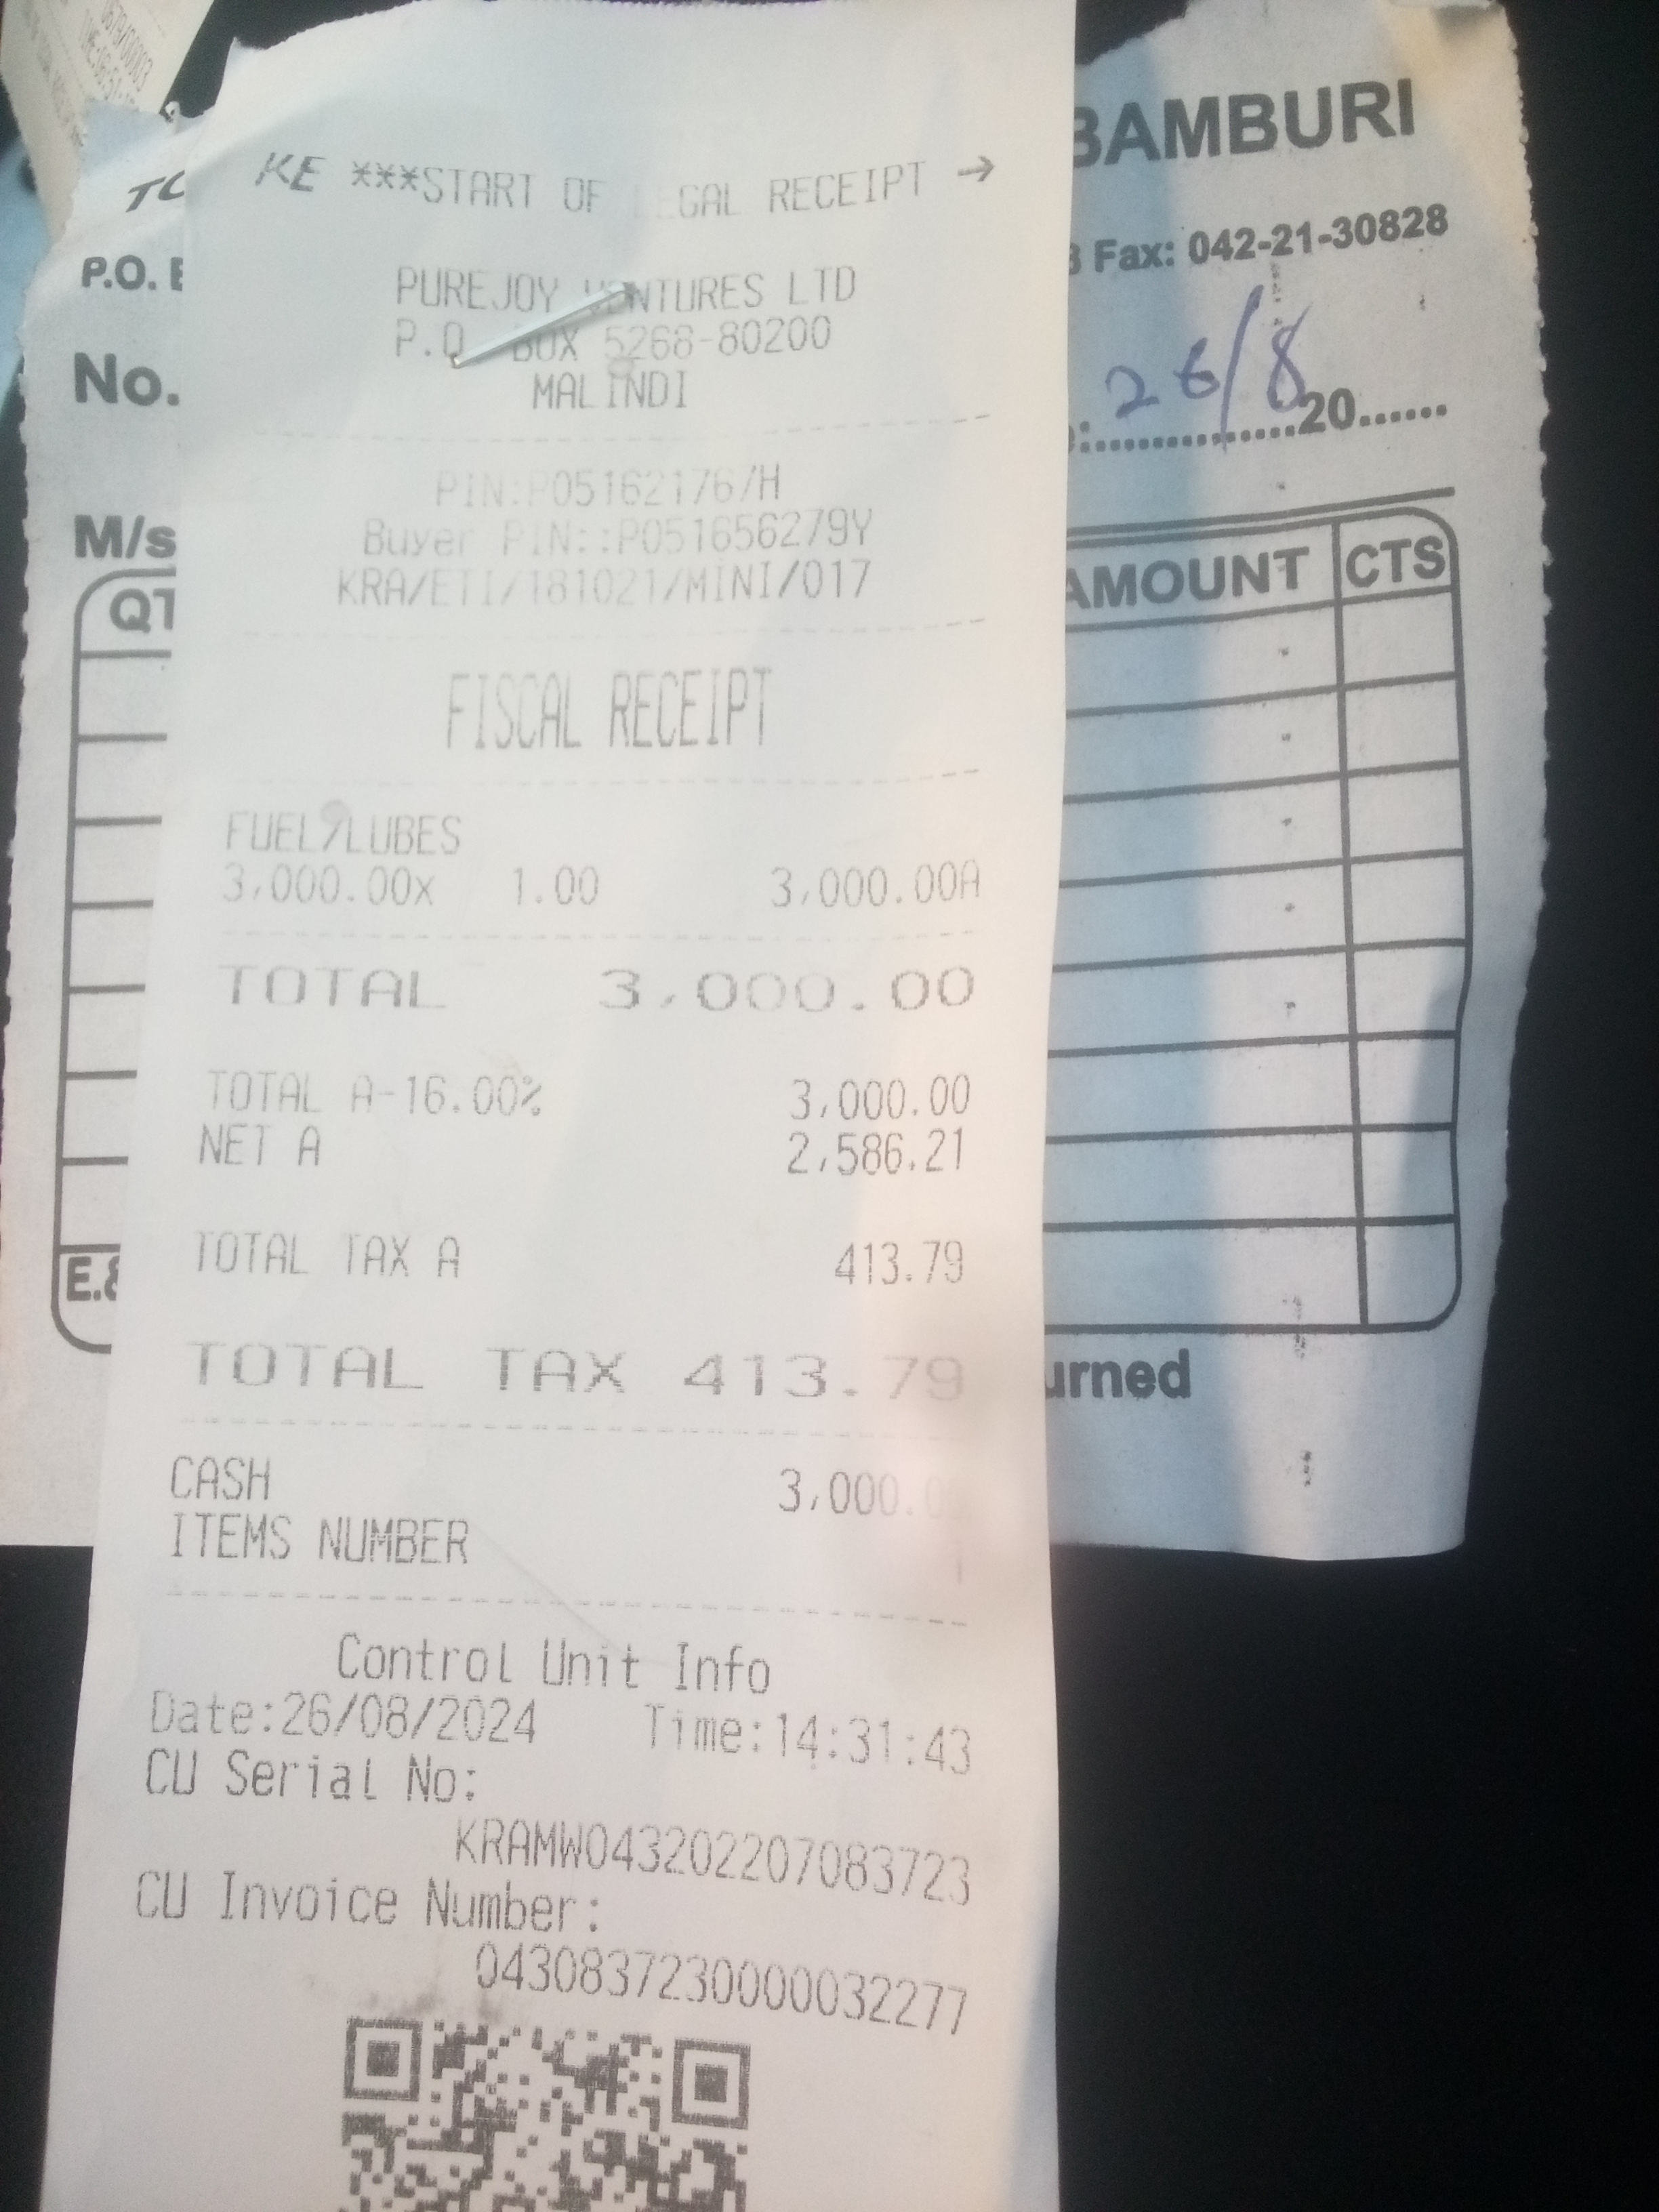 KE ***START OF LEGAL RECEIPT →
PUREJOY VENTURES LTD
P.O. BOX 5268-80200
MALINDI
PIN:P05162176/H
Buyer PIN::P051656279Y
KRA/ETI/181021/MINI/017
FISCAL RECEIPT
FUEL/LUBES
3,000.00x 1.00 3,000.00A
TOTAL 3,000.00
TOTAL A-16.00% 3,000.00
NET A 2,586.21
TOTAL TAX A 413.79
TOTAL TAX 413.79
CASH 3,000.0
ITEMS NUMBER 1
Control Unit Info
Date:26/08/2024 Time:14:31:43
CU Serial No:
KRAMW043202207083723
CU Invoice Number:
0430837230000032277
BAMBURI
P.O. B
Fax: 042-21-30828
No.
26/8 20......
M/s
QT
AMOUNT CTS
E.&
urned